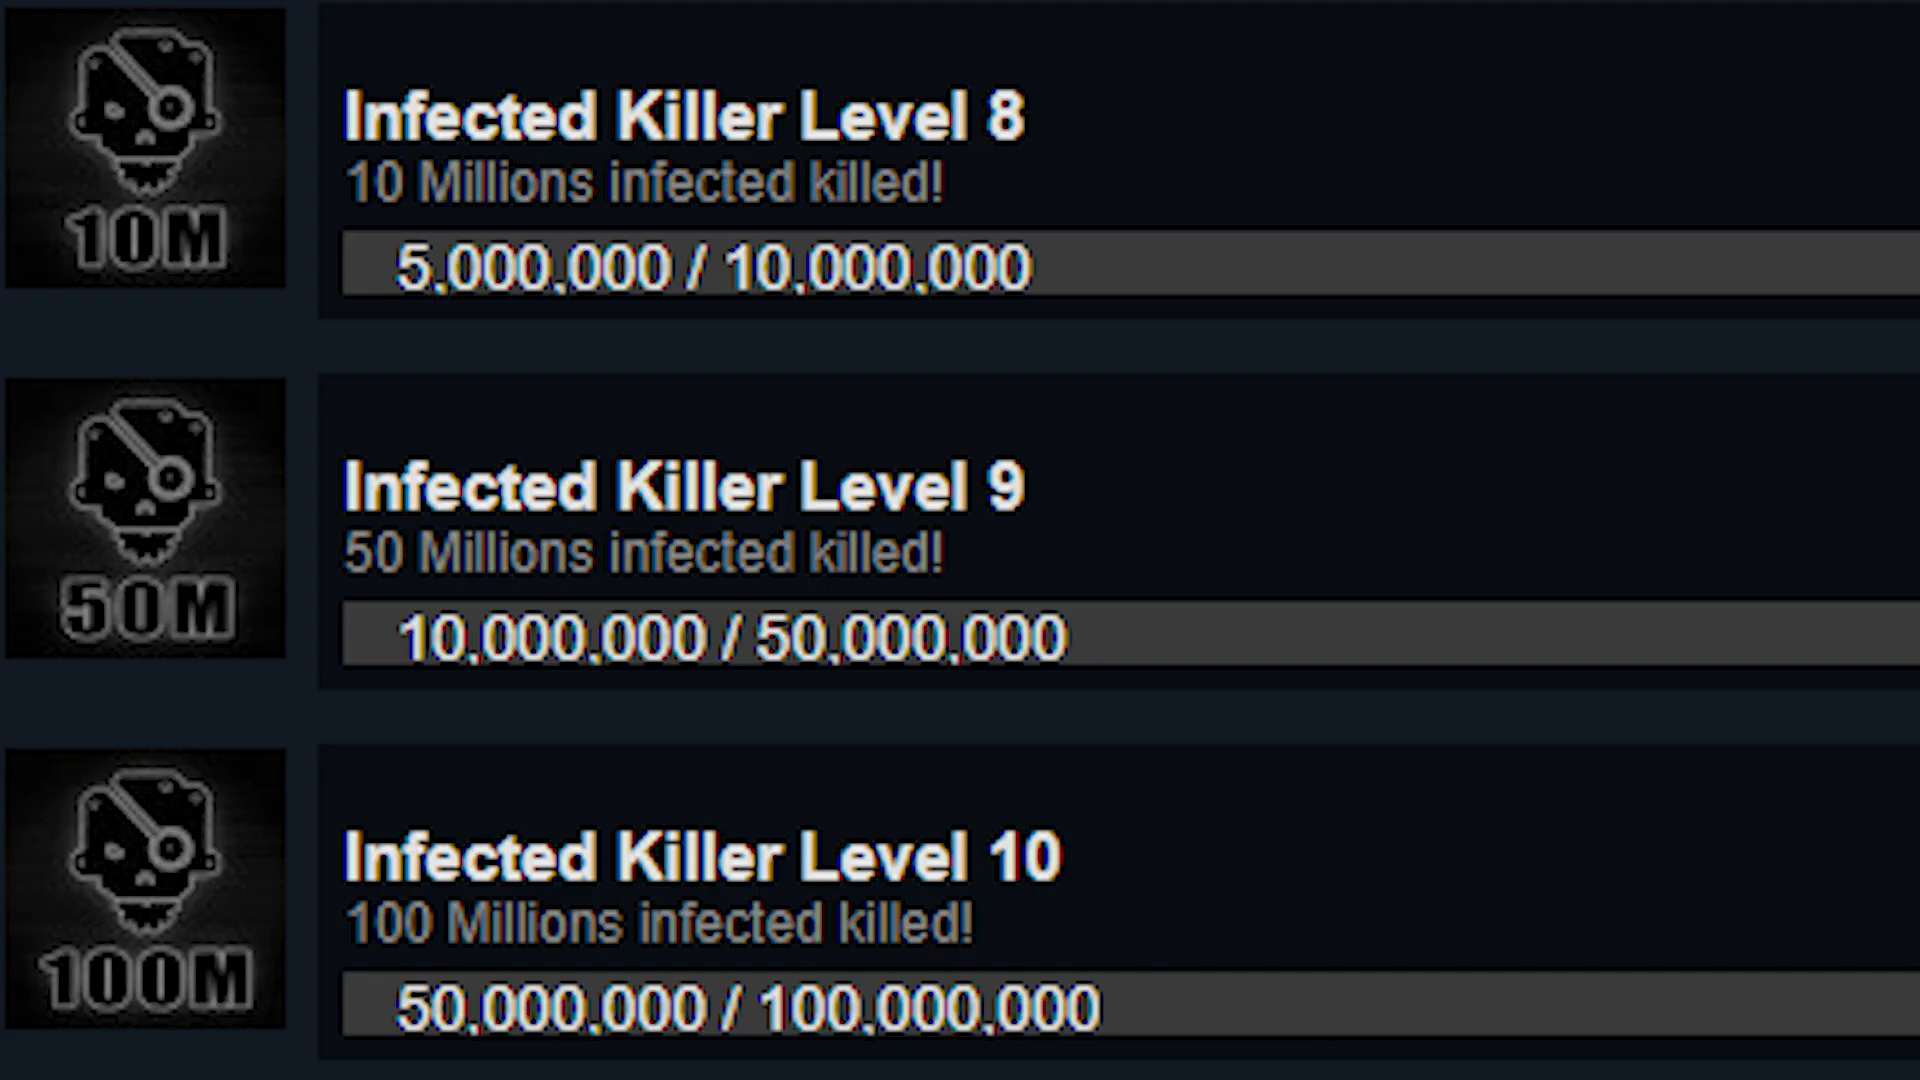 10M
Infected Killer Level 8
10 Millions infected killed!
5,000,000 / 10,000,000
50M
Infected Killer Level 9
50 Millions infected killed!
10,000,000 / 50,000,000
100M
Infected Killer Level 10
100 Millions infected killed!
50,000,000 / 100,000,000